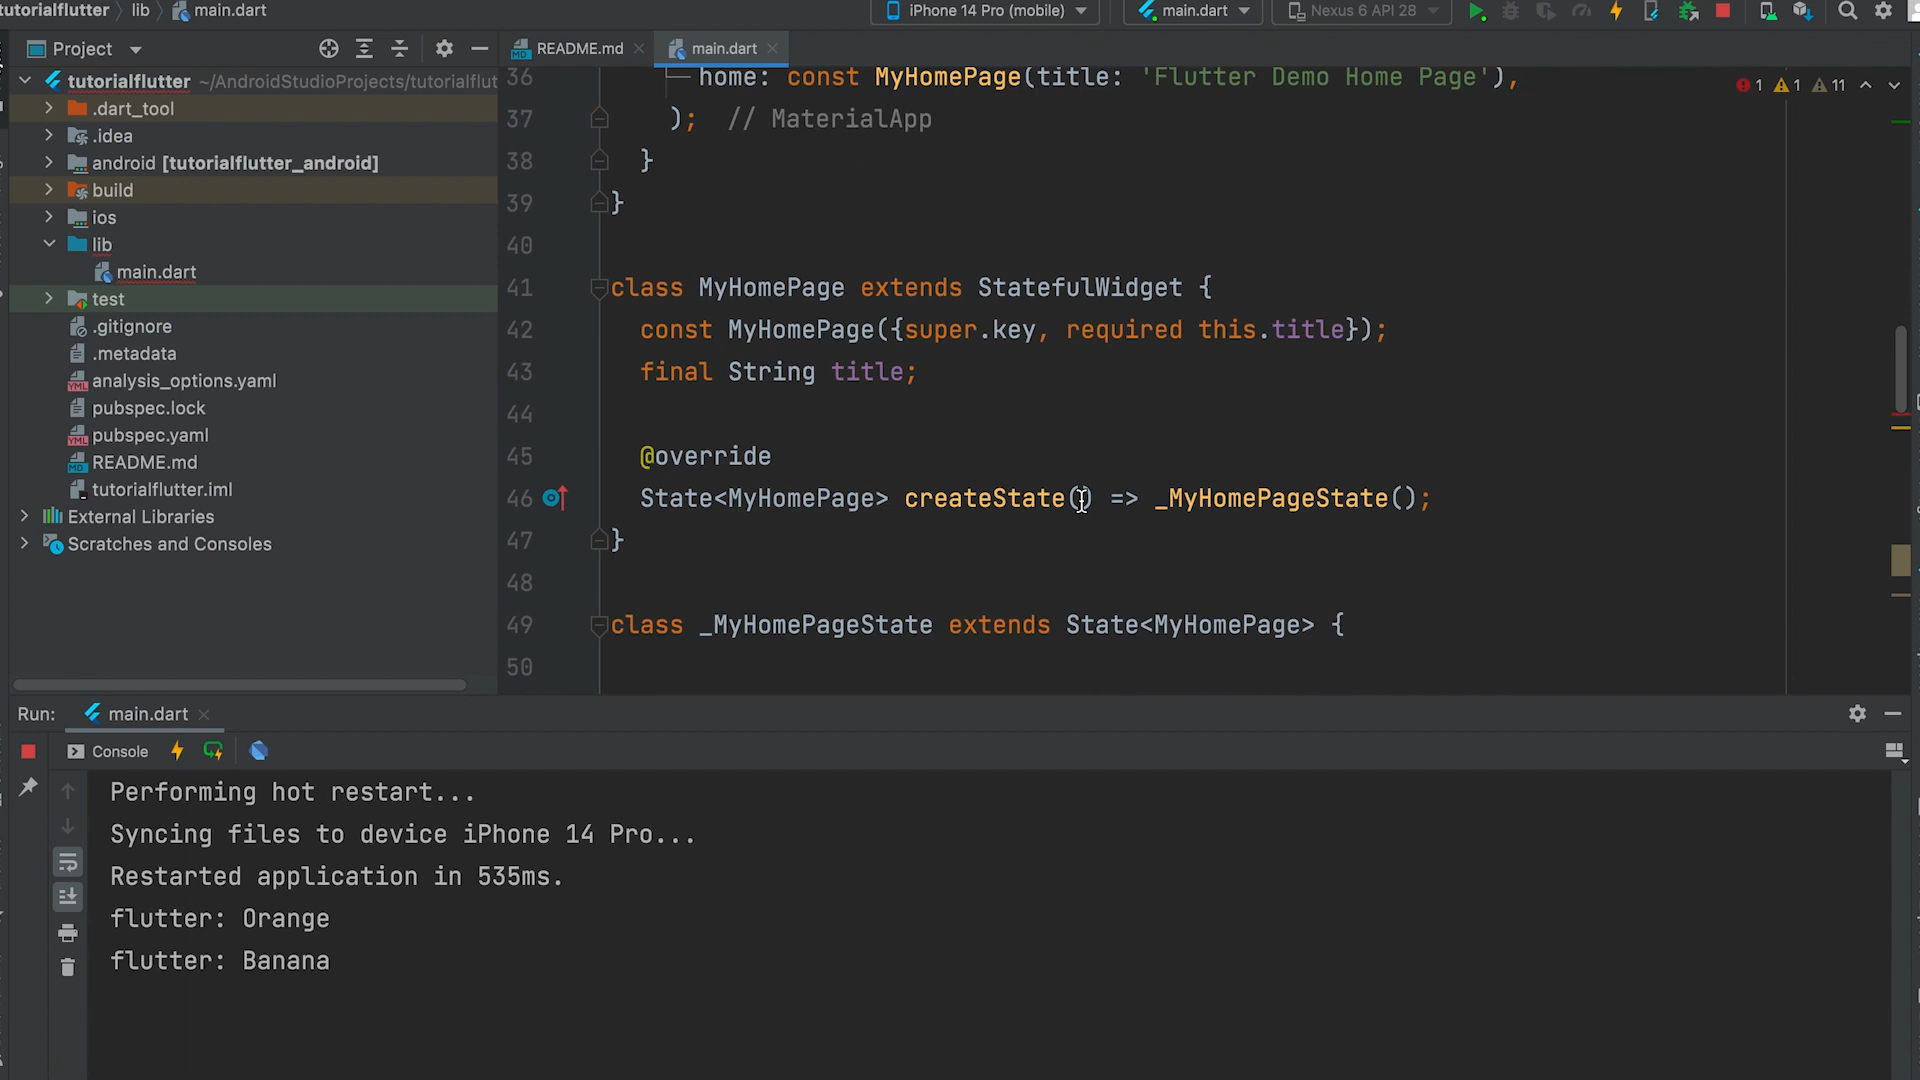 tutorialflutter lib main.dart
iPhone 14 Pro (mobile) main.dart Nexus 6 API 28
Project
README.md main.dart
tutorialflutter ~/AndroidStudioProjects/tutorialflut
.dart_tool
.idea
android [tutorialflutter_android]
build
ios
lib
main.dart
test
.gitignore
.metadata
analysis_options.yaml
pubspec.lock
pubspec.yaml
README.md
tutorialflutter.iml
External Libraries
Scratches and Consoles
36 home: const MyHomePage(title: 'Flutter Demo Home Page'),
1 1 11
37 ); // MaterialApp
38 }
39 }
40
41 class MyHomePage extends StatefulWidget {
42 const MyHomePage({super.key, required this.title});
43 final String title;
44
45 @override
46 State<MyHomePage> createState() => _MyHomePageState();
47 }
48
49 class _MyHomePageState extends State<MyHomePage> {
50
Run: main.dart
Console
Performing hot restart...
Syncing files to device iPhone 14 Pro...
Restarted application in 535ms.
flutter: Orange
flutter: Banana